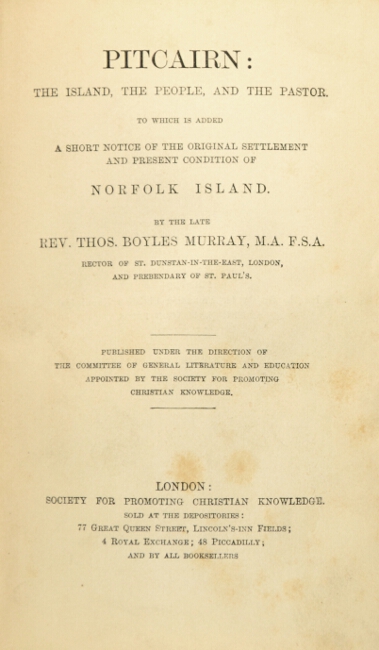 PITCAIRN:
THE ISLAND, THE PEOPLE, AND THE PASTOR.
TO WHICH IS ADDED
A SHORT NOTICE OF THE ORIGINAL SETTLEMENT
AND PRESENT CONDITION OF
NORFOLK ISLAND.
BY THE LATE
REV. THOS. BOYLES MURRAY, M.A. F.S.A.
RECTOR OF ST. DUNSTAN-IN-THE-EAST, LONDON,
AND PREBENDARY OF ST. PAUL'S.
PUBLISHED UNDER THE DIRECTION OF
THE COMMITTEE OF GENERAL LITERATURE AND EDUCATION
APPOINTED BY THE SOCIETY FOR PROMOTING
CHRISTIAN KNOWLEDGE.
LONDON:
SOCIETY FOR PROMOTING CHRISTIAN KNOWLEDGE.
SOLD AT THE DEPOSITORIES:
77 GREAT QUEEN STREET, LINCOLN'S-INN FIELDS;
4 ROYAL EXCHANGE; 48 PICCADILLY;
AND BY ALL BOOKSELLERS